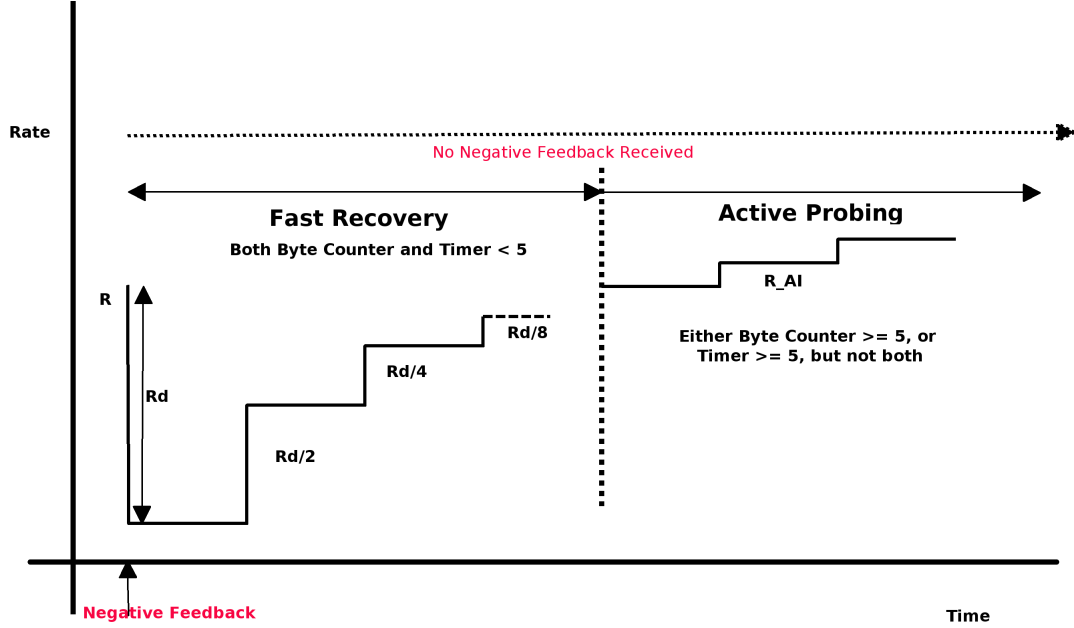 Rate
No Negative Feedback Received
Fast Recovery
Active Probing
Both Byte Counter and Timer < 5
R
R_AI
Rd/8
Either Byte Counter >= 5, or
Timer >= 5, but not both
Rd/4
Rd
Rd/2
Negative Feedback
Time